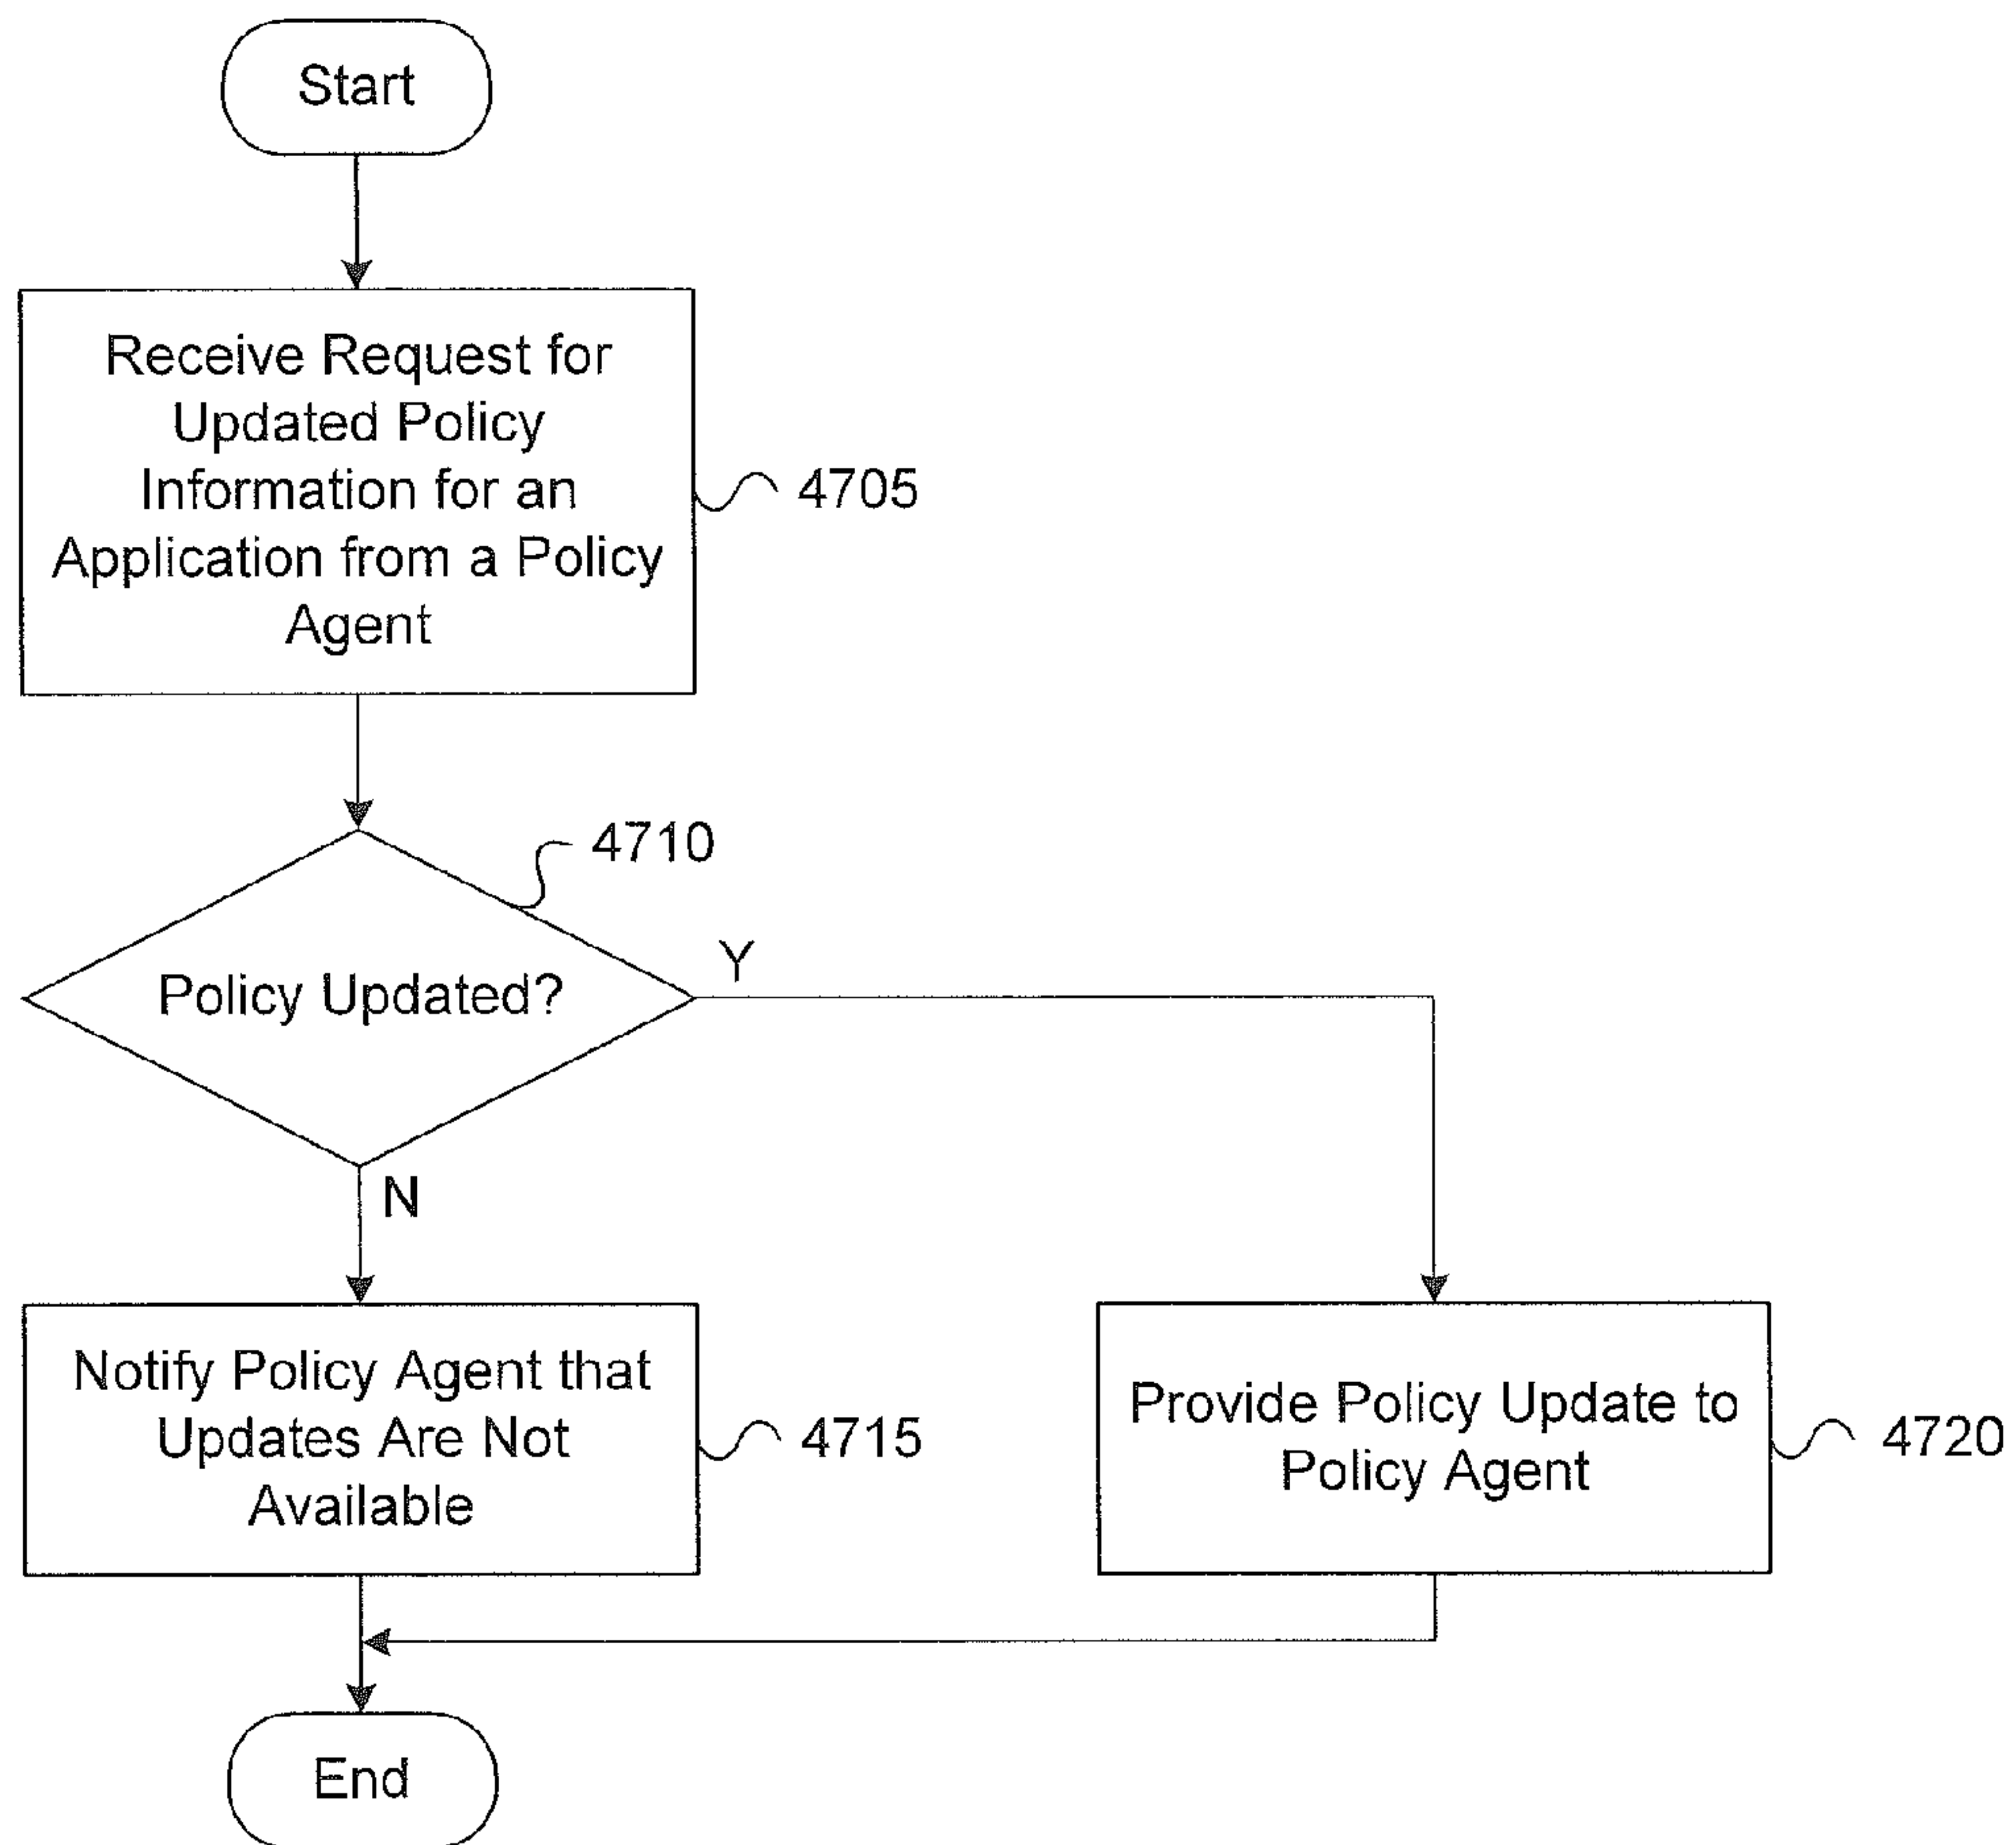 Start
Receive Request for
Updated Policy
Information for an
Application from a Policy
Agent
4705
4710
Policy Updated?
Y
N
Notify Policy Agent that
Updates Are Not
Available
4715
Provide Policy Update to
Policy Agent
4720
End